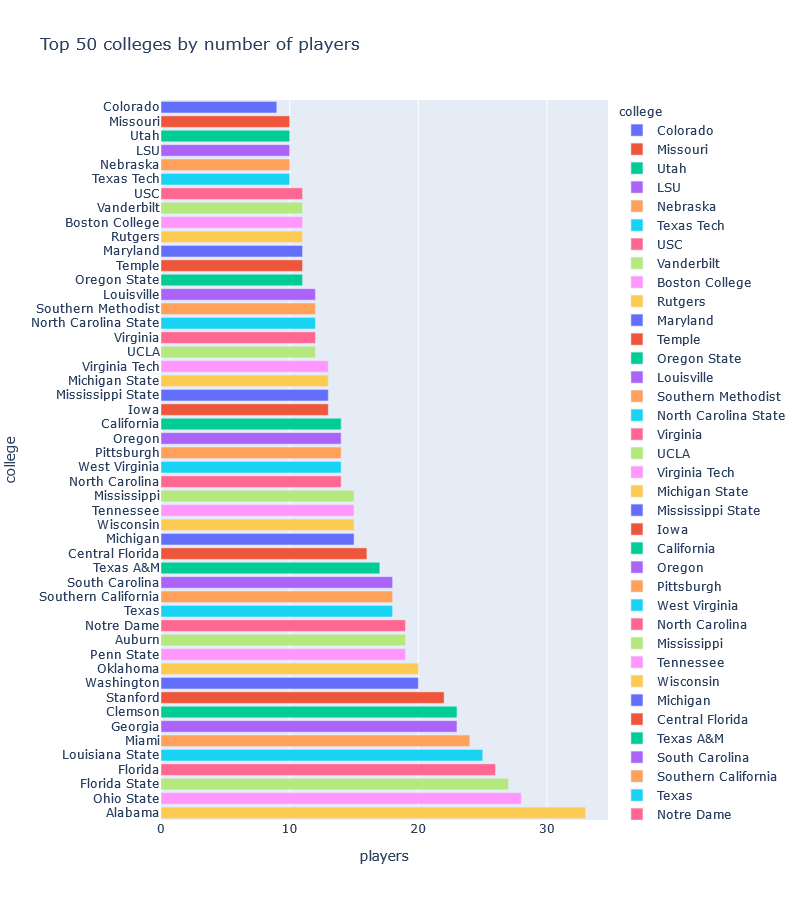 Top 50 colleges by number of players
college
Colorado
Missouri
Utah
LSU
Nebraska
Texas Tech
USC
Vanderbilt
Boston College
Rutgers
Maryland
Temple
Oregon State
Louisville
Southern Methodist
North Carolina State
Virginia
UCLA
Virginia Tech
Michigan State
Mississippi State
Iowa
California
Oregon
Pittsburgh
West Virginia
North Carolina
Mississippi
Tennessee
Wisconsin
Michigan
Central Florida
Texas A&M
South Carolina
Southern California
Texas
Notre Dame
Auburn
Penn State
Oklahoma
Washington
Stanford
Clemson
Georgia
Miami
Louisiana State
Florida
Florida State
Ohio State
Alabama
0 10 20 30
players
college
Colorado
Missouri
Utah
LSU
Nebraska
Texas Tech
USC
Vanderbilt
Boston College
Rutgers
Maryland
Temple
Oregon State
Louisville
Southern Methodist
North Carolina State
Virginia
UCLA
Virginia Tech
Michigan State
Mississippi State
Iowa
California
Oregon
Pittsburgh
West Virginia
North Carolina
Mississippi
Tennessee
Wisconsin
Michigan
Central Florida
Texas A&M
South Carolina
Southern California
Texas
Notre Dame